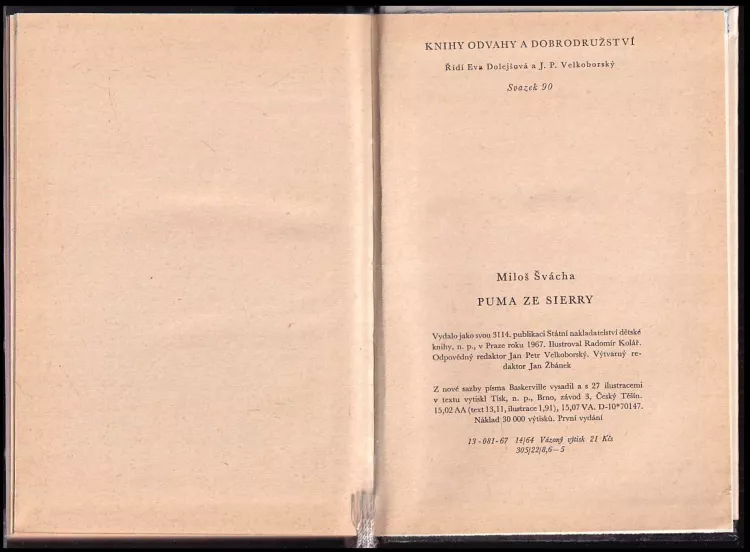 KNIHY ODVAHY A DOBRODRUŽSTVÍ
Řídí Eva Dolejšová a J. P. Velkoborský
Svazek 90
Miloš Švácha
PUMA ZE SIERRY
Vydalo jako svou 3114. publikaci Státní nakladatelství dětské
knihy, n. p., v Praze roku 1967. Ilustroval Radomír Kolář.
Odpovědný redaktor Jan Petr Velkoborský. Výtvarný re-
daktor Jan Žbánek
Z nové sazby písma Baskerville vysadil a s 27 ilustracemi
v textu vytiskl Tisk, n. p., Brno, závod 3, Český Těšín.
15,02 AA (text 13,11, ilustrace 1,91), 15,07 VA. D-10*70147.
Náklad 30 000 výtisků. První vydání
13-081-67 14/64 Vázaný výtisk 21 Kčs
305/22/8,6—5